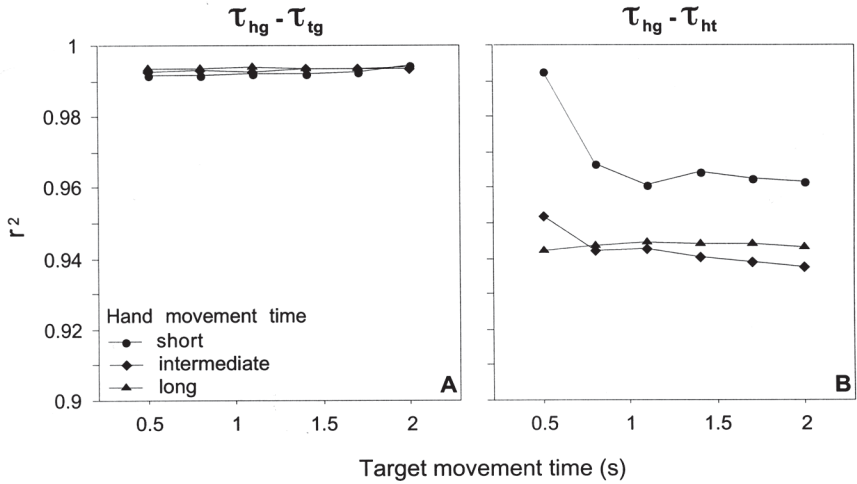 τhg - τtg
τhg - τht
1
0.98
0.96
0.94
0.92
0.9
r²
Hand movement time
short
intermediate
long
A
B
0.5 1 1.5 2
0.5 1 1.5 2
Target movement time (s)